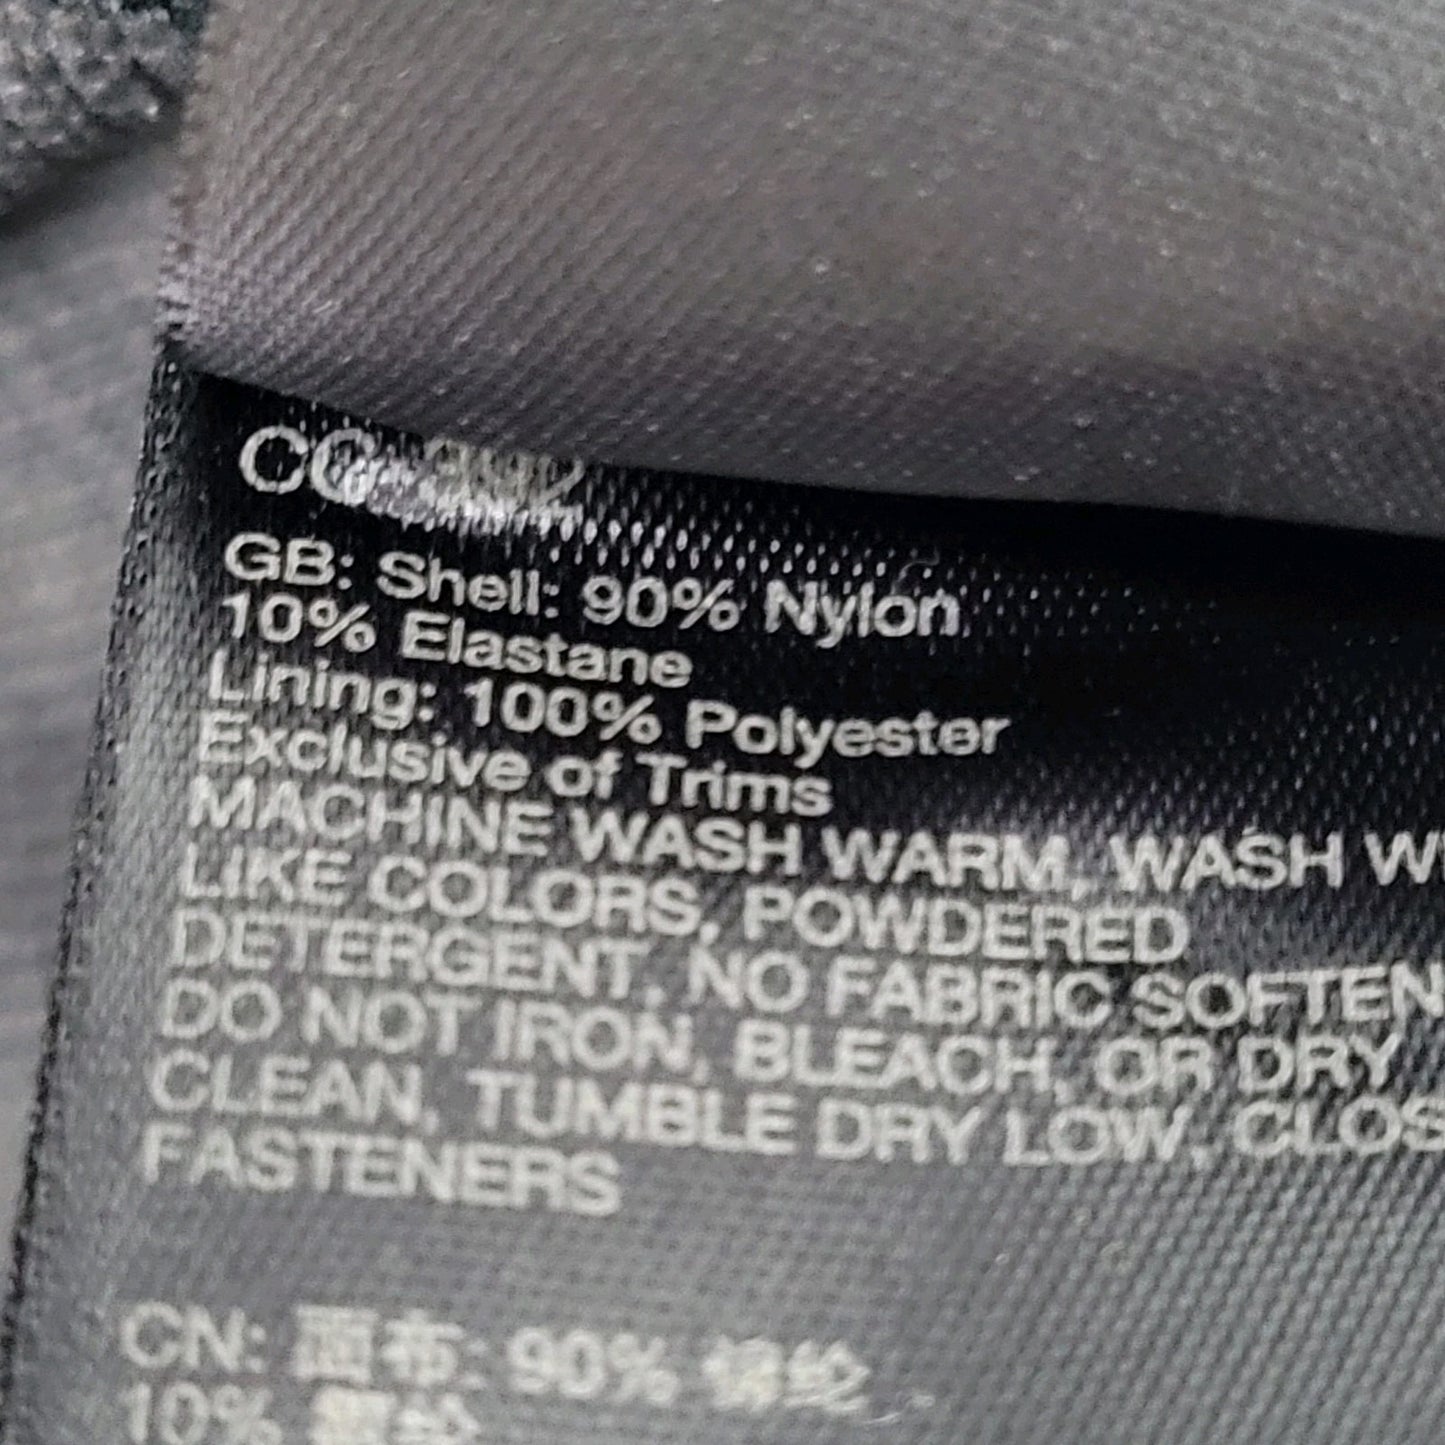 GB: Shell: 90% Nylon
10% Elastane
Lining: 100% Polyester
Exclusive of Trims
MACHINE WASH WARM, WASH
LIKE COLORS, POWDERED
DETERGENT, NO FABRIC SOFTEN
DO NOT IRON, BLEACH, OR DRY
CLEAN, TUMBLE DRY LOW, CLOS
FASTENERS
CN: 面布: 90% 锦纶
10% 氨纶